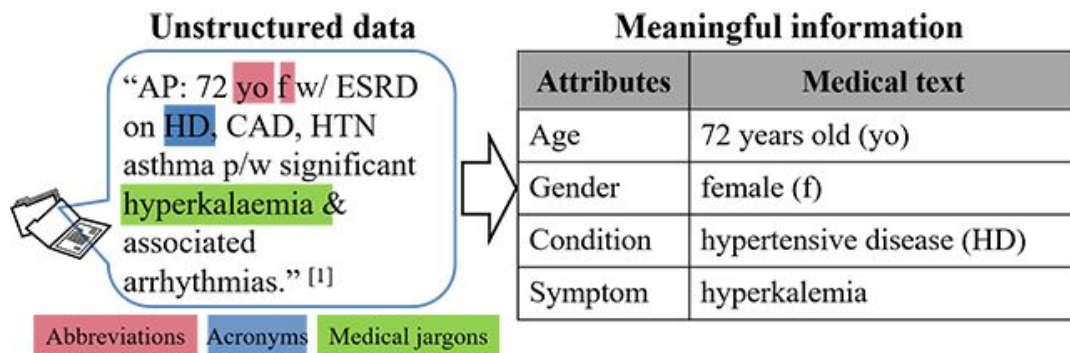 Unstructured data
“AP: 72 yo f w/ ESRD
on HD, CAD, HTN
asthma p/w significant
hyperkalaemia &
associated
arrhythmias.” [1]
Abbreviations Acronyms Medical jargons
Meaningful information
Attributes Medical text
Age 72 years old (yo)
Gender female (f)
Condition hypertensive disease (HD)
Symptom hyperkalemia